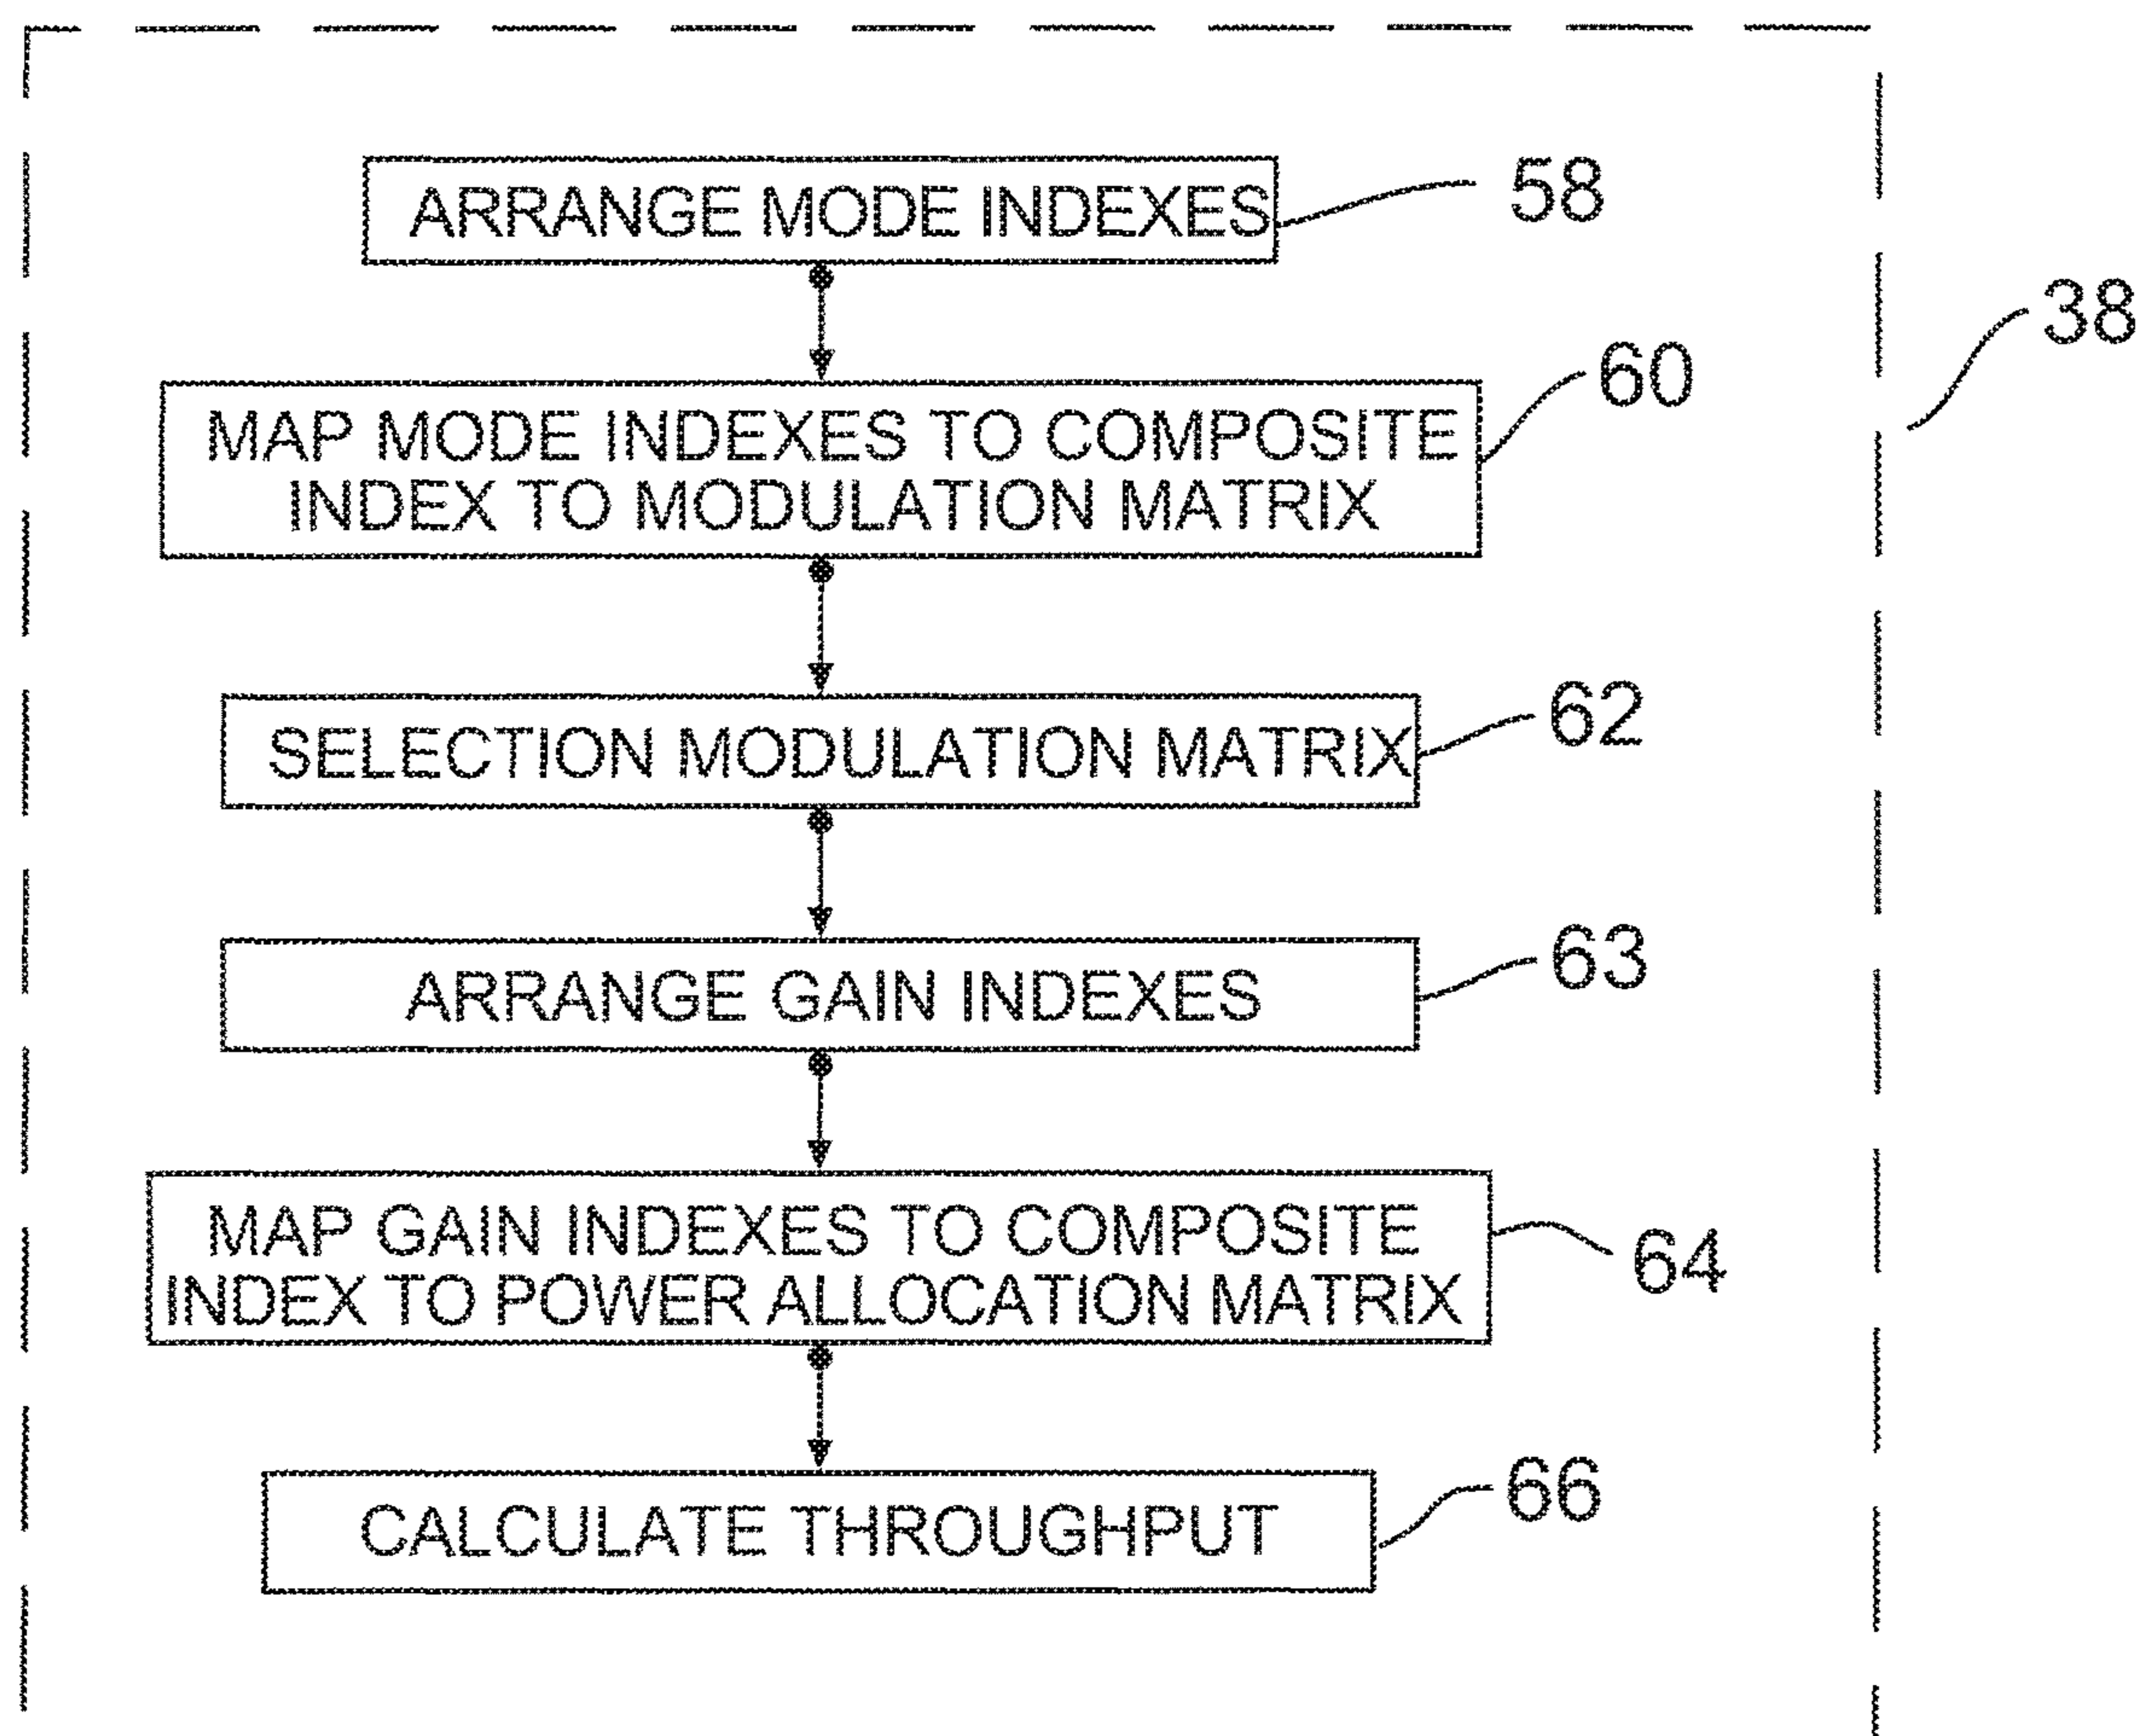 ARRANGE MODE INDEXES
58
38
MAP MODE INDEXES TO COMPOSITE
INDEX TO MODULATION MATRIX
60
SELECTION MODULATION MATRIX
62
ARRANGE GAIN INDEXES
63
MAP GAIN INDEXES TO COMPOSITE
INDEX TO POWER ALLOCATION MATRIX
64
CALCULATE THROUGHPUT
66